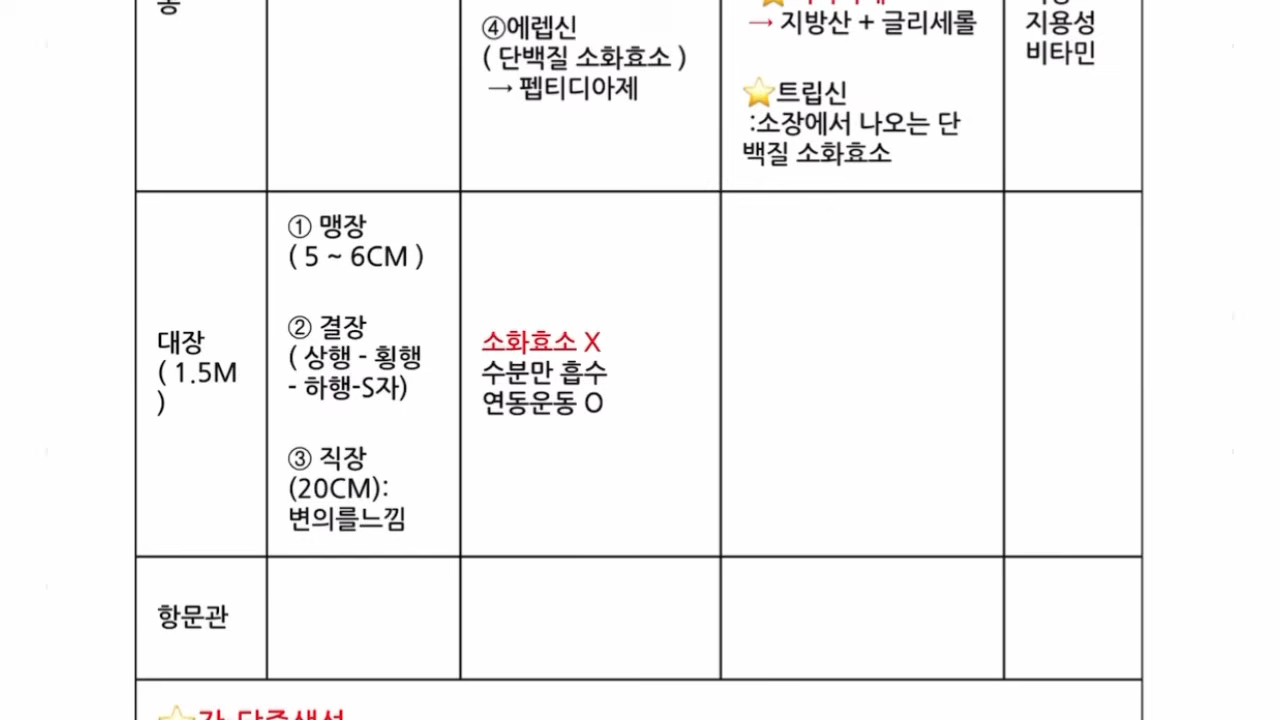 ④에렙신
( 단백질 소화효소 )
→ 펩티디아제
→ 지방산 + 글리세롤
⭐트립신
:소장에서 나오는 단
백질 소화효소
지용성
비타민
대장
( 1.5M
)
① 맹장
( 5 ~ 6CM )
② 결장
( 상행 - 횡행
- 하행-S자)
③ 직장
(20CM):
변의를느낌
소화효소 X
수분만 흡수
연동운동 O
항문관